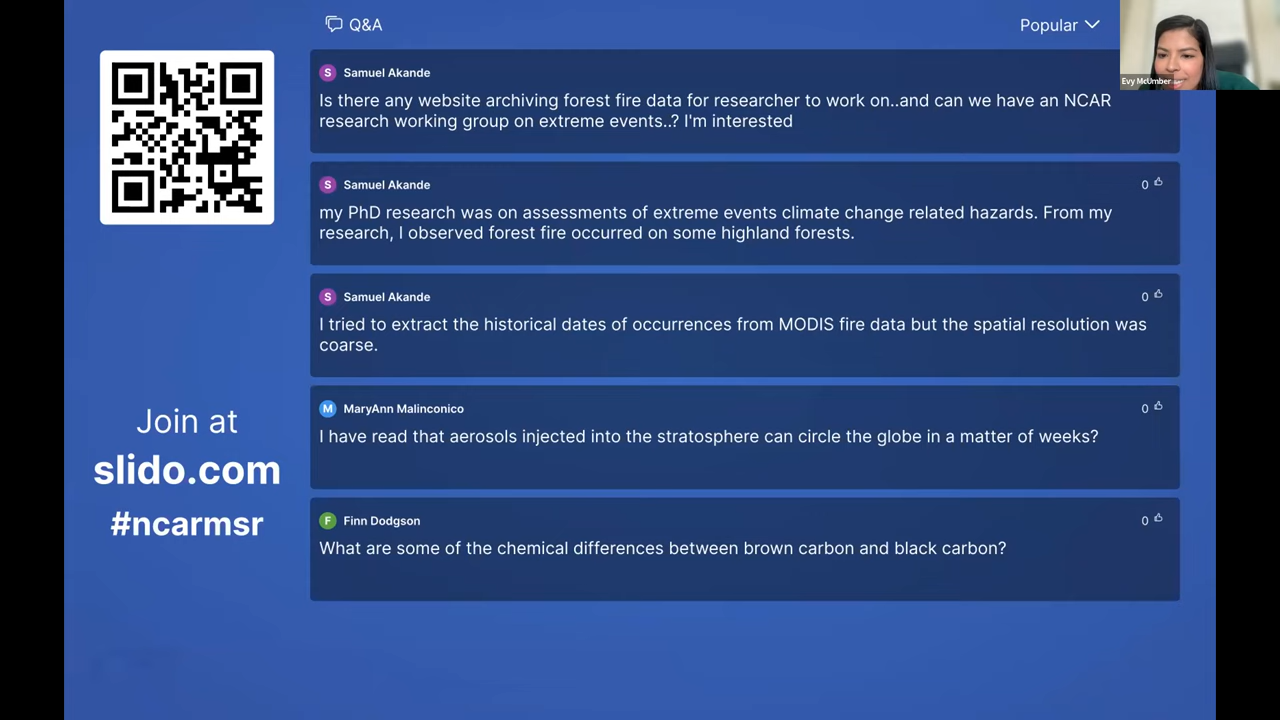 Q&A
Popular
Evy McUmber
S Samuel Akande
Is there any website archiving forest fire data for researcher to work on..and can we have an NCAR
research working group on extreme events..? I'm interested
S Samuel Akande
0
my PhD research was on assessments of extreme events climate change related hazards. From my
research, I observed forest fire occurred on some highland forests.
S Samuel Akande
0
I tried to extract the historical dates of occurrences from MODIS fire data but the spatial resolution was
coarse.
M MaryAnn Malinconico
0
I have read that aerosols injected into the stratosphere can circle the globe in a matter of weeks?
F Finn Dodgson
0
What are some of the chemical differences between brown carbon and black carbon?
Join at
slido.com
#ncarmsr